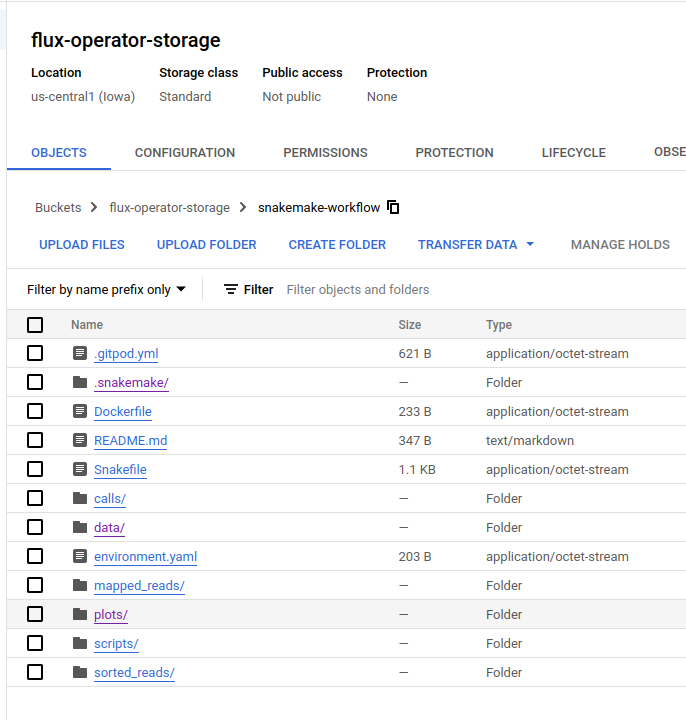 flux-operator-storage
Location Storage class Public access Protection
us-central1 (Iowa) Standard Not public None
OBJECTS CONFIGURATION PERMISSIONS PROTECTION LIFECYCLE OBSE
Buckets flux-operator-storage snakemake-workflow
UPLOAD FILES UPLOAD FOLDER CREATE FOLDER TRANSFER DATA MANAGE HOLDS
Filter by name prefix only Filter Filter objects and folders
Name Size Type
.gitpod.yml 621 B application/octet-stream
.snakemake/ — Folder
Dockerfile 233 B application/octet-stream
README.md 347 B text/markdown
Snakefile 1.1 KB application/octet-stream
calls/ — Folder
data/ — Folder
environment.yaml 203 B application/octet-stream
mapped_reads/ — Folder
plots/ — Folder
scripts/ — Folder
sorted_reads/ — Folder